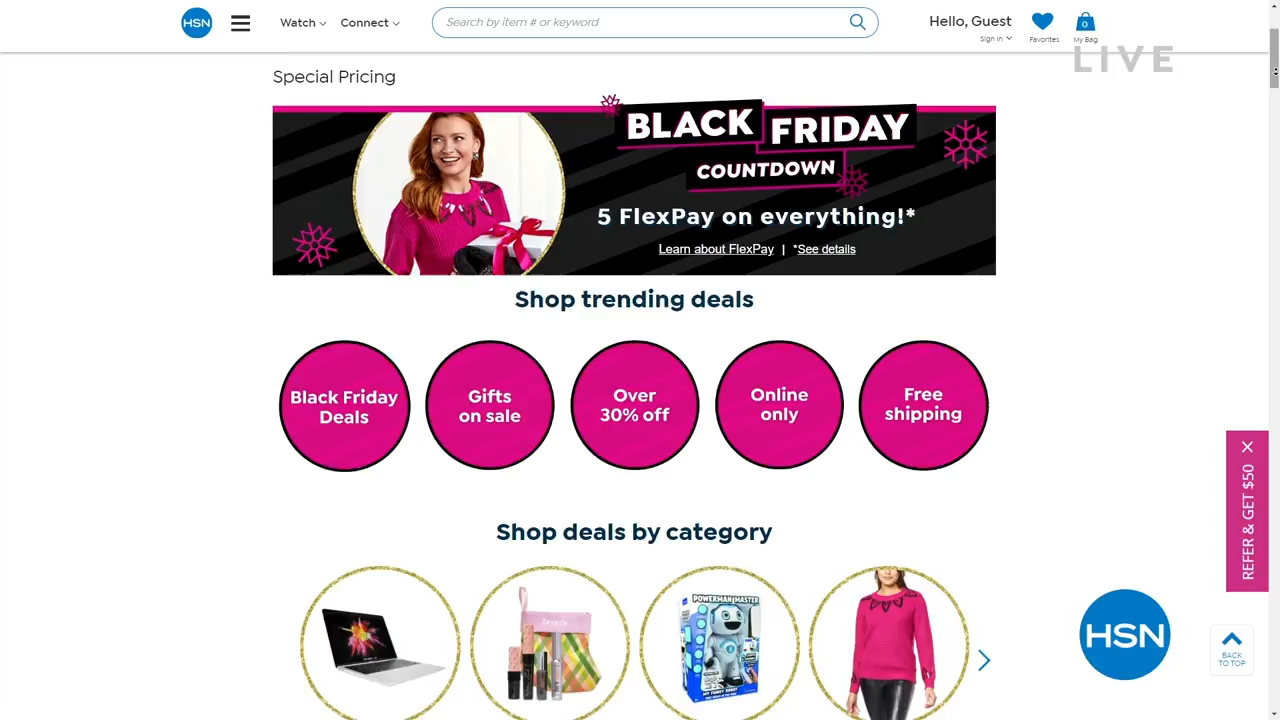 HSN
Watch
Connect
Search by item # or keyword
Hello, Guest
Sign In
Favorites
0
My Bag
LIVE
Special Pricing
BLACK FRIDAY
COUNTDOWN
5 FlexPay on everything!*
Learn about FlexPay | *See details
Shop trending deals
Black Friday
Deals
Gifts
on sale
Over
30% off
Online
only
Free
shipping
REFER & GET $50
Shop deals by category
POWERMAN MASTER
HSN
BACK
TO TOP